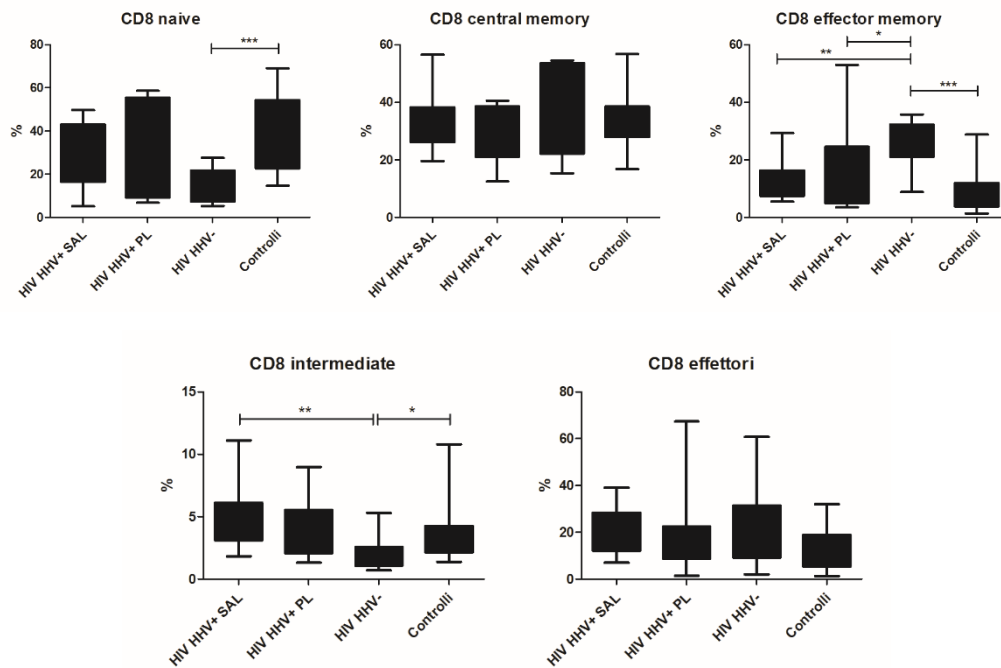 CD8 naive
80
60
40
20
0
%
***
HIV HHV+ SAL
HIV HHV+ PL
HIV HHV-
Controlli
CD8 central memory
60
40
20
0
%
HIV HHV+ SAL
HIV HHV+ PL
HIV HHV-
Controlli
CD8 effector memory
60
40
20
0
%
*
**
***
HIV HHV+ SAL
HIV HHV+ PL
HIV HHV-
Controlli
CD8 intermediate
15
10
5
0
%
**
*
HIV HHV+ SAL
HIV HHV+ PL
HIV HHV-
Controlli
CD8 effettori
80
60
40
20
0
%
HIV HHV+ SAL
HIV HHV+ PL
HIV HHV-
Controlli